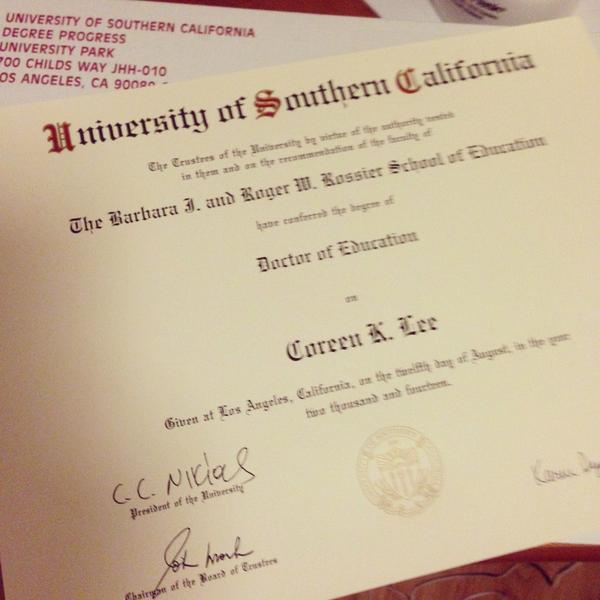 UNIVERSITY OF SOUTHERN CALIFORNIA
DEGREE PROGRESS
UNIVERSITY PARK
700 CHILDS WAY JHH-010
OS ANGELES, CA 90089
University of Southern California
The Trustees of the University by virtue of the authority vested
in them and on the recommendation of the faculty of
The Barbara J. and Roger W. Rossier School of Education
have conferred the degree of
Doctor of Education
on
Coreen K. Lee
Given at Los Angeles, California, on the twelfth day of August, in the year
two thousand and fourteen.
C. L. Nikias
President of the University
Karen
Chairman of the Board of Trustees